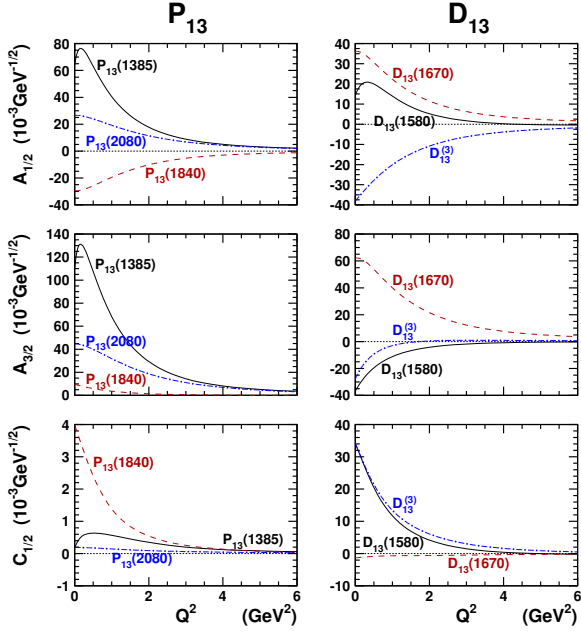 P₁₃ D₁₃
A₁/₂ (10⁻³GeV⁻¹/²)
80
60
40
20
0
-20
-40
P₁₃(1385)
P₁₃(2080)
P₁₃(1840)
40
30
20
10
0
-10
-20
-30
-40
D₁₃(1670)
D₁₃(1580)
D₁₃⁽³⁾
A₃/₂ (10⁻³GeV⁻¹/²)
120
100
80
60
40
20
0
P₁₃(1385)
P₁₃(2080)
P₁₃(1840)
80
60
40
20
0
-20
-40
D₁₃(1670)
D₁₃⁽³⁾
D₁₃(1580)
C₁/₂ (10⁻³GeV⁻¹/²)
4
3
2
1
0
-1
P₁₃(1840)
P₁₃(1385)
P₁₃(2080)
0 2 4 6
Q² (GeV²)
40
30
20
10
0
-10
D₁₃⁽³⁾
D₁₃(1580)
D₁₃(1670)
0 2 4 6
Q² (GeV²)